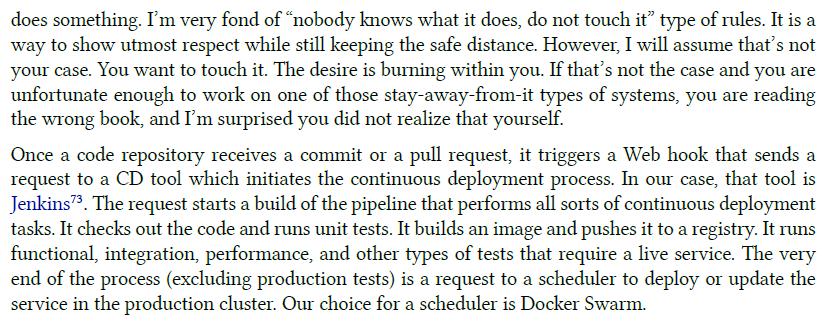 does something. I’m very fond of “nobody knows what it does, do not touch it” type of rules. It is a
way to show utmost respect while still keeping the safe distance. However, I will assume that’s not
your case. You want to touch it. The desire is burning within you. If that’s not the case and you are
unfortunate enough to work on one of those stay-away-from-it types of systems, you are reading
the wrong book, and I’m surprised you did not realize that yourself.
Once a code repository receives a commit or a pull request, it triggers a Web hook that sends a
request to a CD tool which initiates the continuous deployment process. In our case, that tool is
Jenkins⁷³. The request starts a build of the pipeline that performs all sorts of continuous deployment
tasks. It checks out the code and runs unit tests. It builds an image and pushes it to a registry. It runs
functional, integration, performance, and other types of tests that require a live service. The very
end of the process (excluding production tests) is a request to a scheduler to deploy or update the
service in the production cluster. Our choice for a scheduler is Docker Swarm.